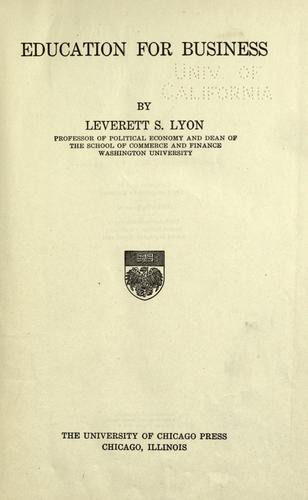 EDUCATION FOR BUSINESS
UNIV. OF
CALIFORNIA
BY
LEVERETT S. LYON
PROFESSOR OF POLITICAL ECONOMY AND DEAN OF
THE SCHOOL OF COMMERCE AND FINANCE
WASHINGTON UNIVERSITY
THE UNIVERSITY OF CHICAGO PRESS
CHICAGO, ILLINOIS